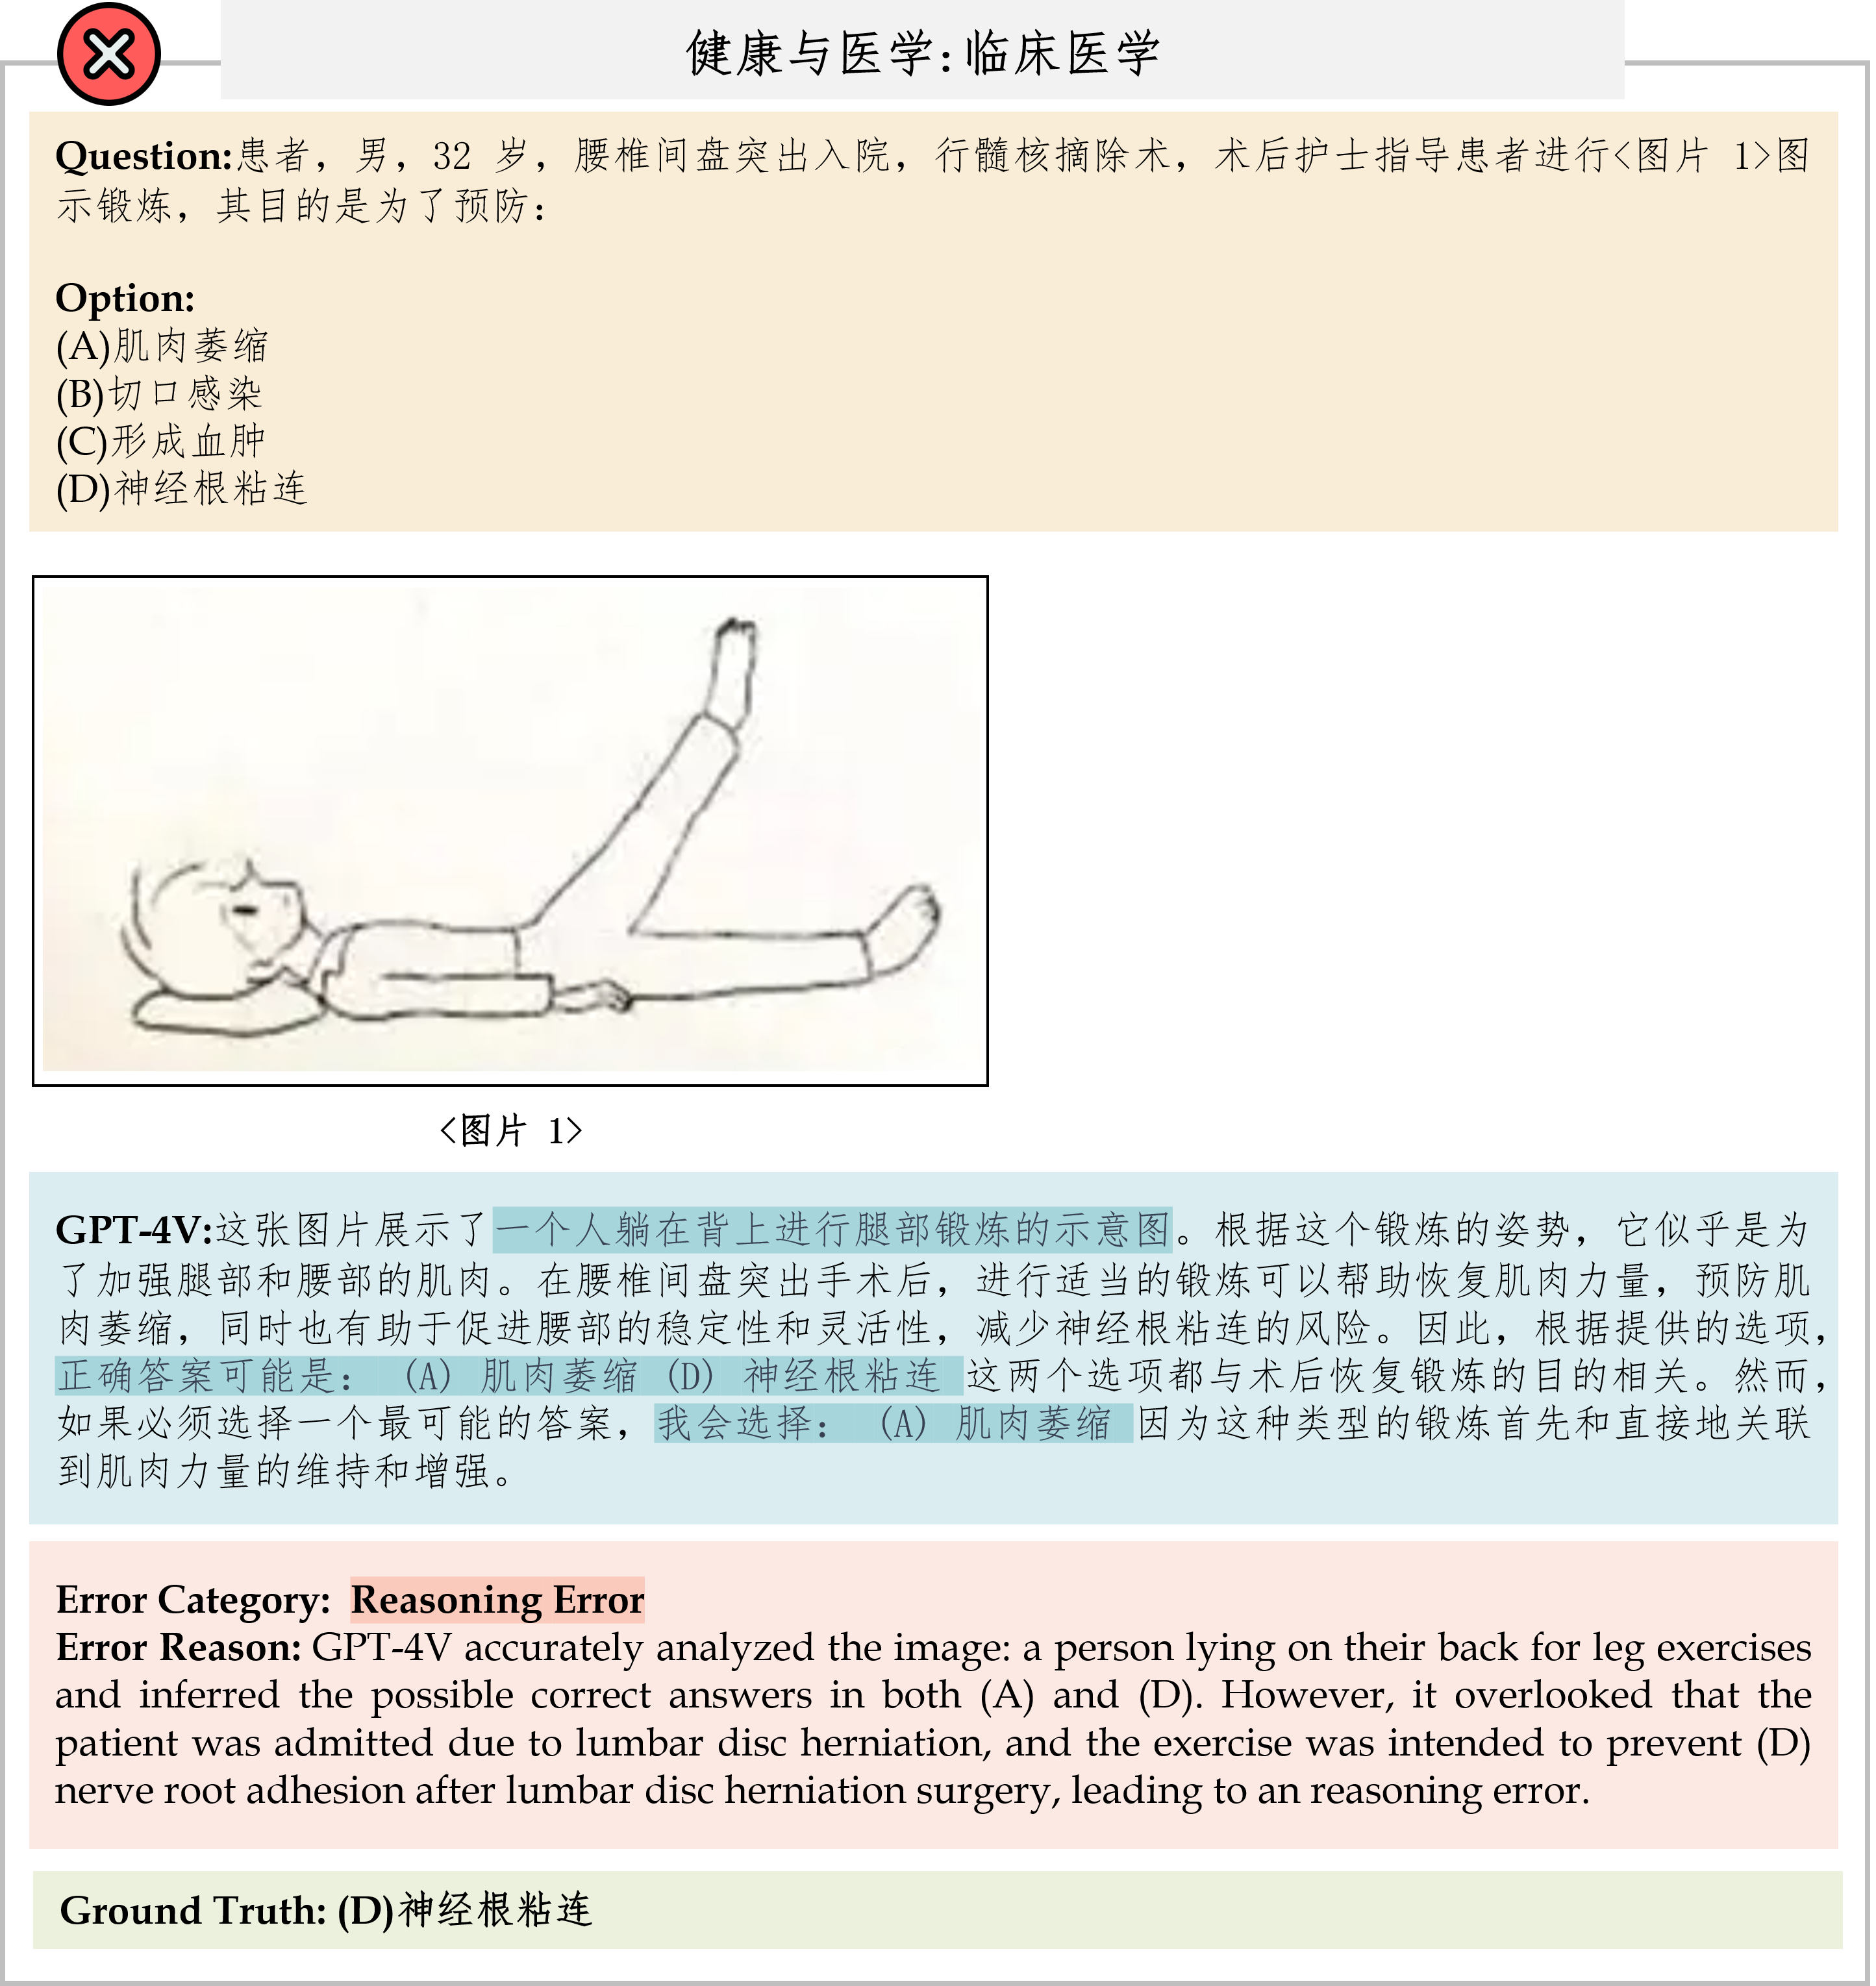 健康与医学:临床医学
Question:患者，男，32 岁，腰椎间盘突出入院，行髓核摘除术，术后护士指导患者进行<图片 1>图
示锻炼，其目的是为了预防：
Option:
(A)肌肉萎缩
(B)切口感染
(C)形成血肿
(D)神经根粘连
<图片 1>
GPT-4V:这张图片展示了一个人躺在背上进行腿部锻炼的示意图。根据这个锻炼的姿势，它似乎是为
了加强腿部和腰部的肌肉。在腰椎间盘突出手术后，进行适当的锻炼可以帮助恢复肌肉力量，预防肌
肉萎缩，同时也有助于促进腰部的稳定性和灵活性，减少神经根粘连的风险。因此，根据提供的选项，
正确答案可能是： (A) 肌肉萎缩 (D) 神经根粘连 这两个选项都与术后恢复锻炼的目的相关。然而，
如果必须选择一个最可能的答案，我会选择： (A) 肌肉萎缩 因为这种类型的锻炼首先和直接地关联
到肌肉力量的维持和增强。
Error Category: Reasoning Error
Error Reason: GPT-4V accurately analyzed the image: a person lying on their back for leg exercises
and inferred the possible correct answers in both (A) and (D). However, it overlooked that the
patient was admitted due to lumbar disc herniation, and the exercise was intended to prevent (D)
nerve root adhesion after lumbar disc herniation surgery, leading to an reasoning error.
Ground Truth: (D)神经根粘连